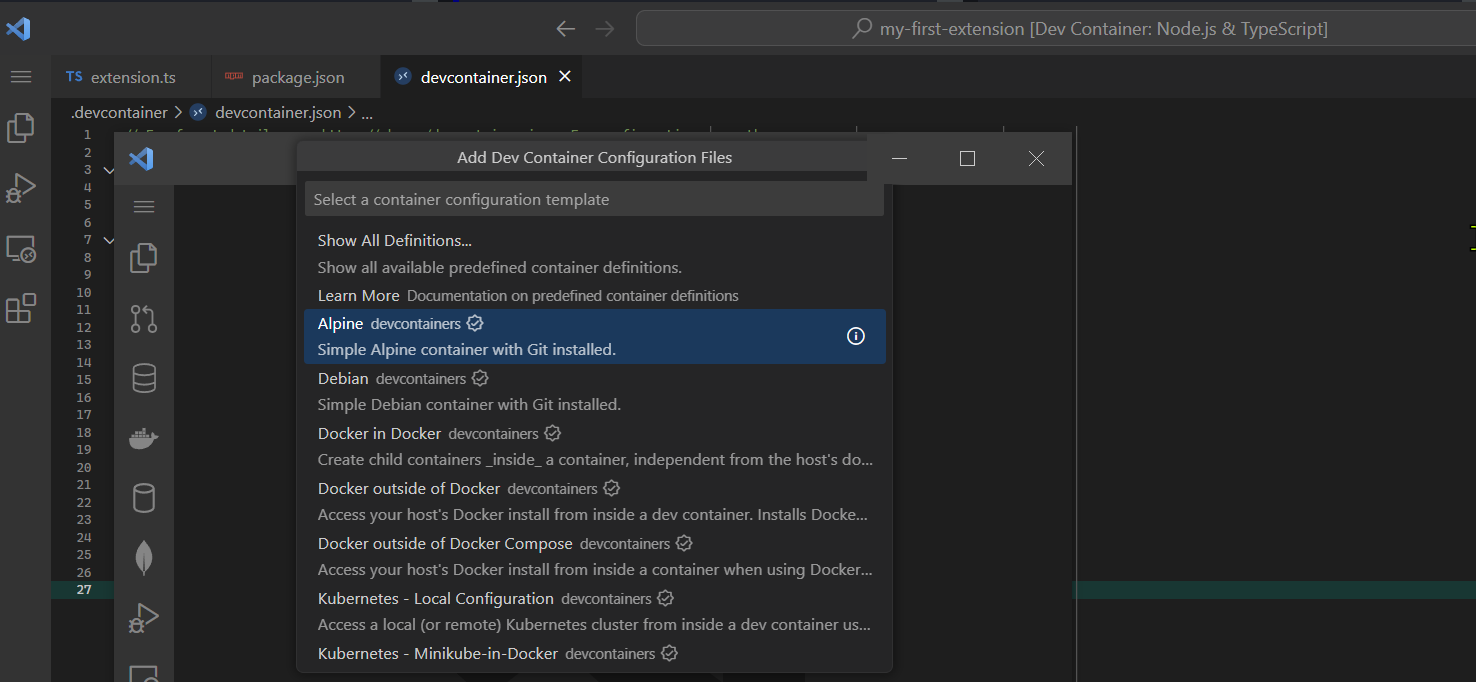 my-first-extension [Dev Container: Node.js & TypeScript]
TS extension.ts
package.json
devcontainer.json
.devcontainer > devcontainer.json > ...
1
2
3
4
5
6
7
8
9
10
11
12
13
14
15
16
17
18
19
20
21
22
23
24
25
26
27
Add Dev Container Configuration Files
Select a container configuration template
Show All Definitions...
Show all available predefined container definitions.
Learn More Documentation on predefined container definitions
Alpine devcontainers
Simple Alpine container with Git installed.
Debian devcontainers
Simple Debian container with Git installed.
Docker in Docker devcontainers
Create child containers _inside_ a container, independent from the host's do...
Docker outside of Docker devcontainers
Access your host's Docker install from inside a dev container. Installs Docke...
Docker outside of Docker Compose devcontainers
Access your host's Docker install from inside a container when using Docker...
Kubernetes - Local Configuration devcontainers
Access a local (or remote) Kubernetes cluster from inside a dev container us...
Kubernetes - Minikube-in-Docker devcontainers